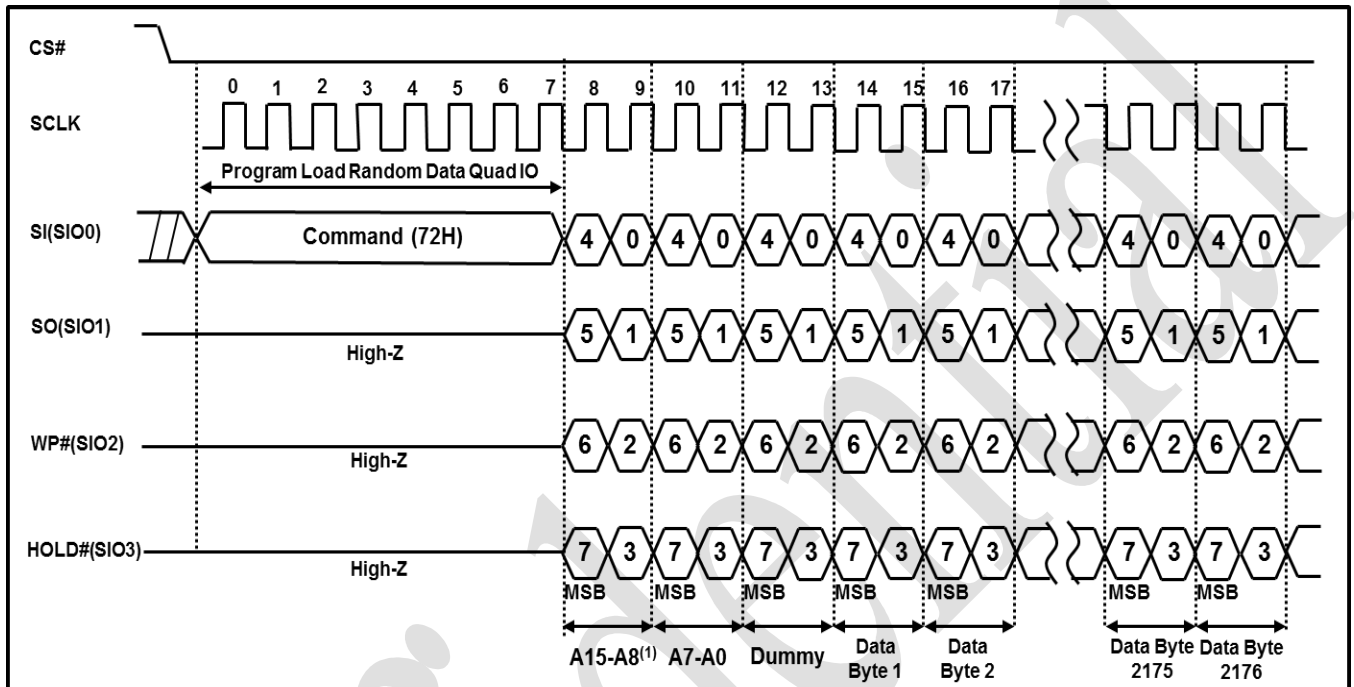 CS#
0 1 2 3 4 5 6 7 8 9 10 11 12 13 14 15 16 17
SCLK
Program Load Random Data Quad IO
SI(SIO0) Command (72H) 4 0 4 0 4 0 4 0 4 0 4 0 4 0
SO(SIO1) High-Z 5 1 5 1 5 1 5 1 5 1 5 1 5 1
WP#(SIO2) High-Z 6 2 6 2 6 2 6 2 6 2 6 2 6 2
HOLD#(SIO3) High-Z 7 3 7 3 7 3 7 3 7 3 7 3 7 3
MSB MSB MSB MSB MSB MSB MSB
A15-A8(1) A7-A0 Dummy Data Byte 1 Data Byte 2 Data Byte 2175 Data Byte 2176